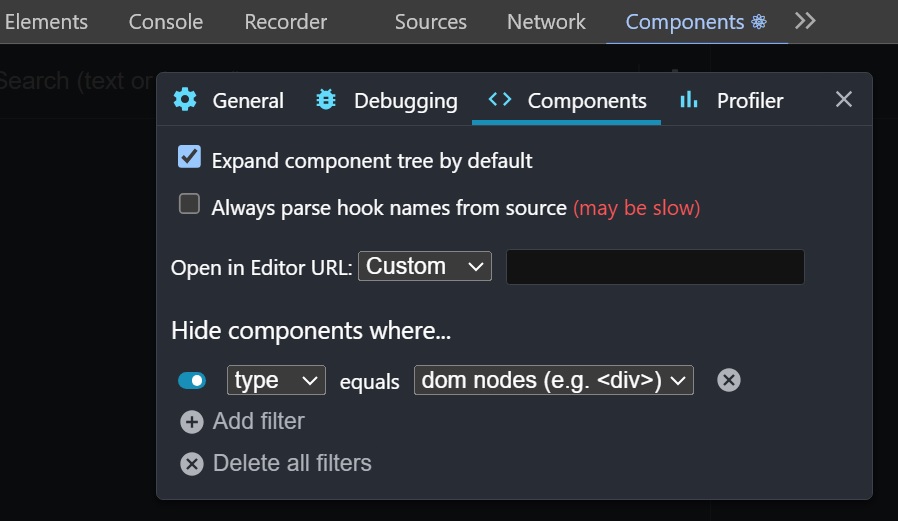 Elements Console Recorder Sources Network Components
Search (text or
General Debugging Components Profiler
Expand component tree by default
Always parse hook names from source (may be slow)
Open in Editor URL: Custom
Hide components where...
type equals dom nodes (e.g. <div>)
Add filter
Delete all filters